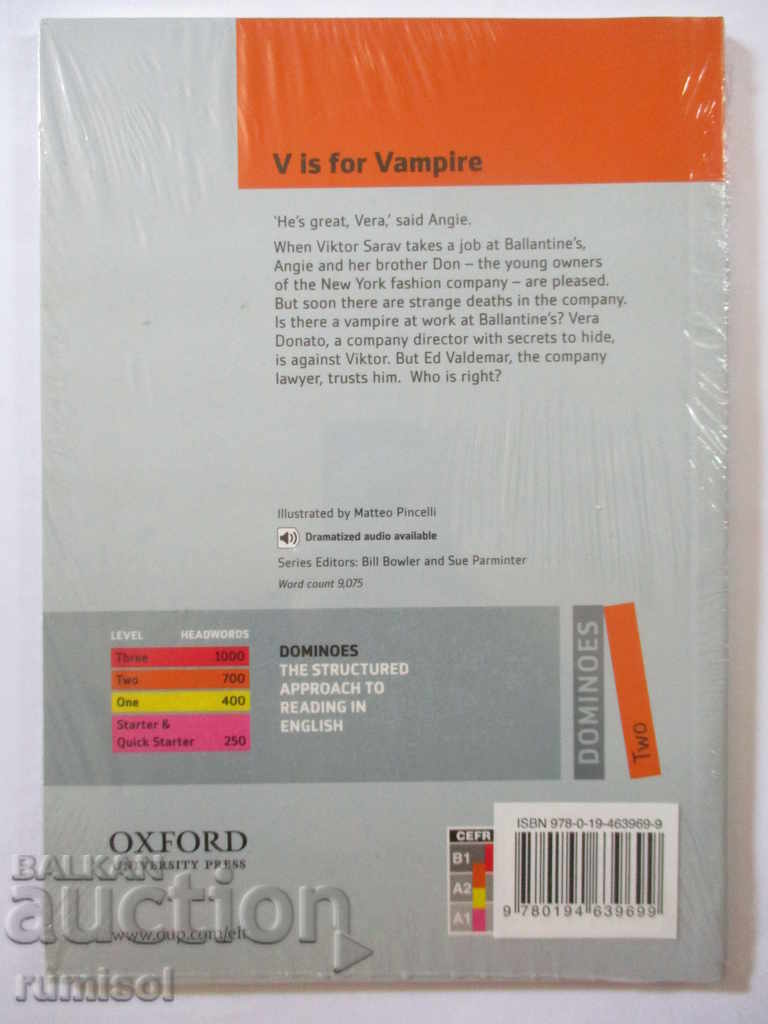 V is for Vampire
'He's great, Vera,' said Angie.
When Viktor Sarav takes a job at Ballantine's,
Angie and her brother Don – the young owners
of the New York fashion company – are pleased.
But soon there are strange deaths in the company.
Is there a vampire at work at Ballantine's? Vera
Donato, a company director with secrets to hide,
is against Viktor. But Ed Valdemar, the company
lawyer, trusts him. Who is right?
Illustrated by Matteo Pincelli
Dramatized audio available
Series Editors: Bill Bowler and Sue Parminter
Word count 9,075
LEVEL HEADWORDS
Three 1000
Two 700
One 400
Starter &
Quick Starter 250
DOMINOES
THE STRUCTURED
APPROACH TO
READING IN
ENGLISH
DOMINOES
Two
OXFORD
UNIVERSITY PRESS
www.oup.com/elt
CEFR
B1
A2
A1
ISBN 978-0-19-463969-9
9 780194 639699
BALKAN
auction
rumisol